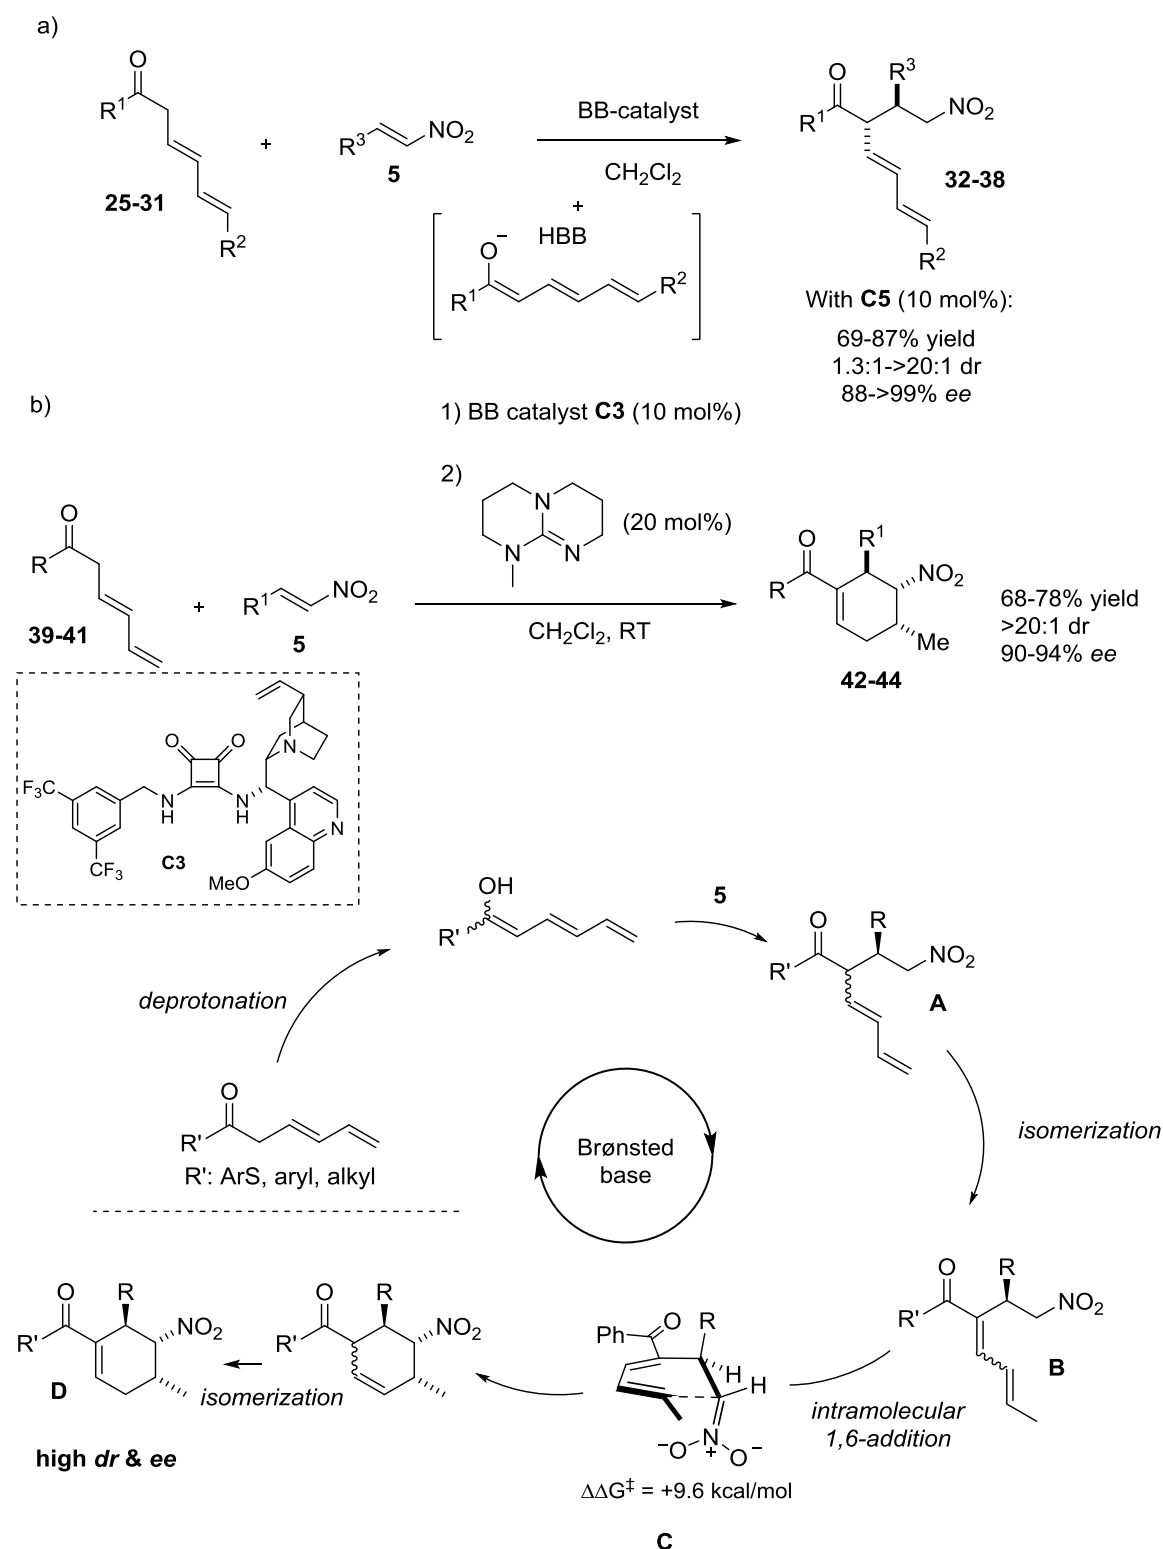 a)
O
R1
25-31
R2
+
R3
NO2
5
BB-catalyst
CH2Cl2
+
HBB
O−
R1
R2
O
R3
R1
NO2
32-38
R2
With C5 (10 mol%):
69-87% yield
1.3:1->20:1 dr
88->99% ee
b)
1) BB catalyst C3 (10 mol%)
2)
N
N
N
(20 mol%)
O
R
39-41
+
R1
NO2
5
CH2Cl2, RT
O
R1
R
NO2
Me
42-44
68-78% yield
>20:1 dr
90-94% ee
O
O
N
F3C
N
H
N
H
N
CF3
C3
MeO
OH
R'
5
O
R
R'
NO2
A
deprotonation
isomerization
O
R'
R': ArS, aryl, alkyl
Brønsted
base
O
R
R'
NO2
B
intramolecular
1,6-addition
Ph
O
R
H
H
−O
N
+
O
−
ΔΔG‡ = +9.6 kcal/mol
C
O
R
R'
NO2
isomerization
O
R
R'
NO2
D
high dr & ee